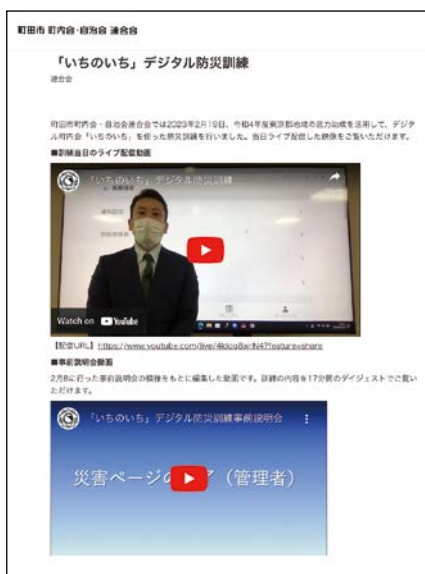 町田市 町内会·自治会 連合会
「いちのいち」デジタル防災訓練
連合会
町田市町内会・自治会連合会では2023年2月19日、令和4年度東京都地域の底力助成を活用して、デジタ
ル町内会「いちのいち」を使った防災訓練を行いました。当日ライブ配信した映像をご覧いただけます。
■訓練当日のライブ配信動画
「いちのいち」デジタル防災訓練
Watch on YouTube
【配信URL】https://www.youtube.com/live/
■事前説明会動画
2月8に行った事前説明会の模様をもとに編集した動画です。訓練の内容を17分間のダイジェストでご覧い
ただけます。
「いちのいち」デジタル防災訓練事前説明会
災害ページの（管理者）